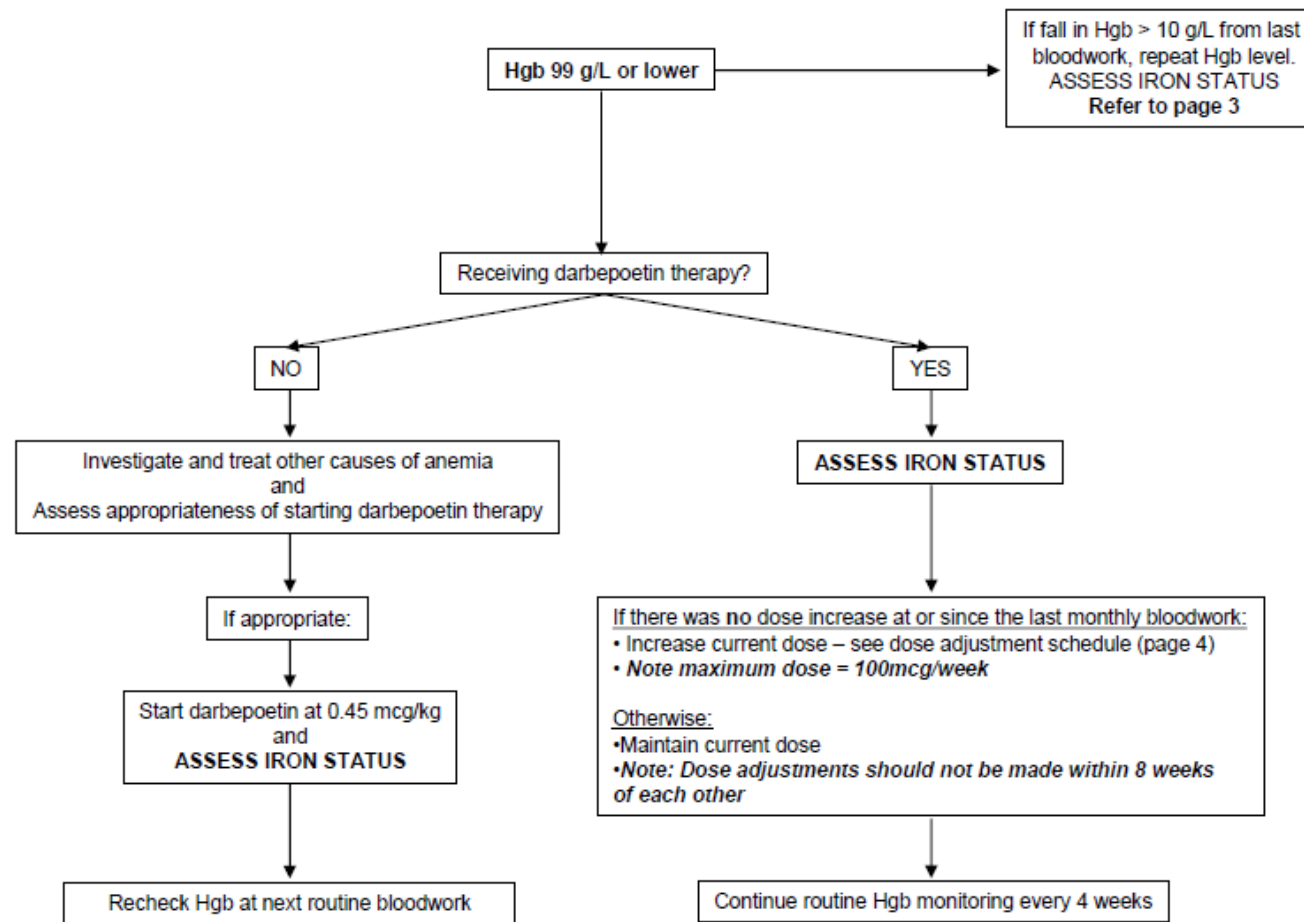 If fall in Hgb > 10 g/L from last
bloodwork, repeat Hgb level.
ASSESS IRON STATUS
Refer to page 3
Hgb 99 g/L or lower
Receiving darbepoetin therapy?
NO
YES
Investigate and treat other causes of anemia
and
Assess appropriateness of starting darbepoetin therapy
ASSESS IRON STATUS
If appropriate:
Start darbepoetin at 0.45 mcg/kg
and
ASSESS IRON STATUS
If there was no dose increase at or since the last monthly bloodwork:
• Increase current dose – see dose adjustment schedule (page 4)
• Note maximum dose = 100mcg/week
Otherwise:
•Maintain current dose
•Note: Dose adjustments should not be made within 8 weeks
of each other
Recheck Hgb at next routine bloodwork
Continue routine Hgb monitoring every 4 weeks